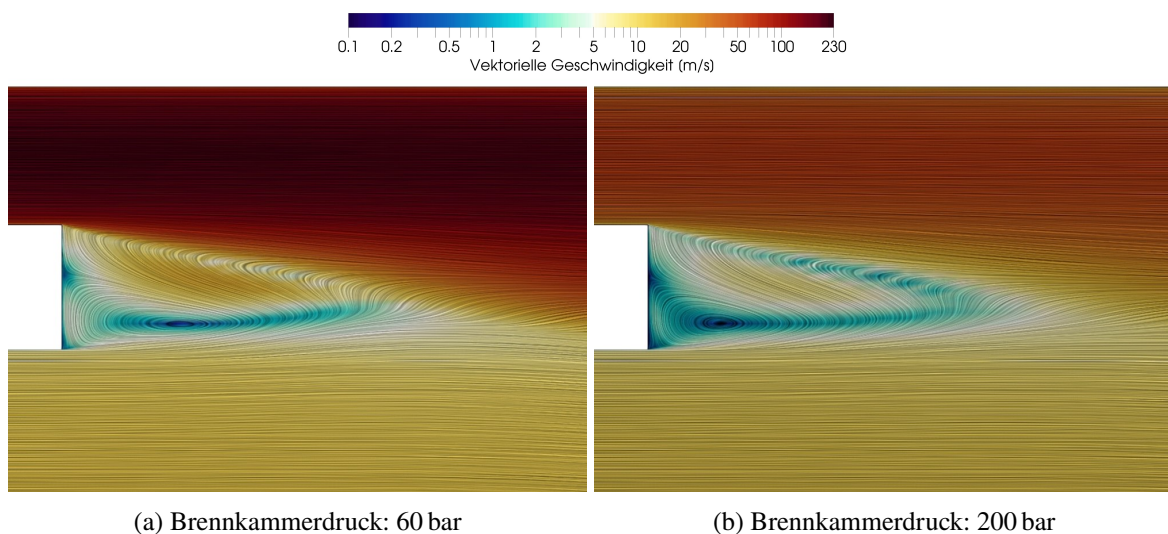 0.1 0.2 0.5 1 2 5 10 20 50 100 230
Vektorielle Geschwindigkeit [m/s]
(a) Brennkammerdruck: 60 bar
(b) Brennkammerdruck: 200 bar